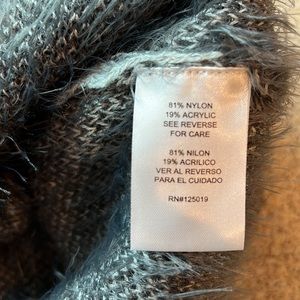 81% NYLON
19% ACRYLIC
SEE REVERSE
FOR CARE
81% NILON
19% ACRILICO
VER AL REVERSO
PARA EL CUIDADO
RN#125019